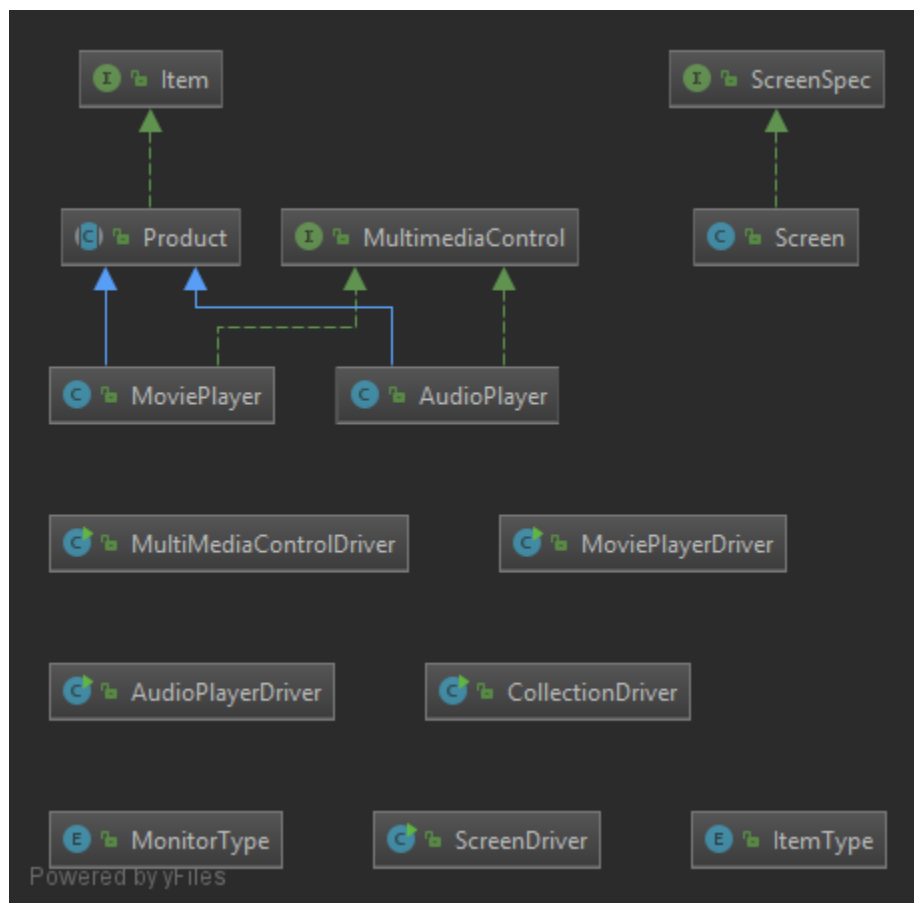 I Item
I ScreenSpec
C Product
I MultimediaControl
C Screen
C MoviePlayer
C AudioPlayer
C MultiMediaControlDriver
C MoviePlayerDriver
C AudioPlayerDriver
C CollectionDriver
E MonitorType
C ScreenDriver
E ItemType
Powered by yFiles